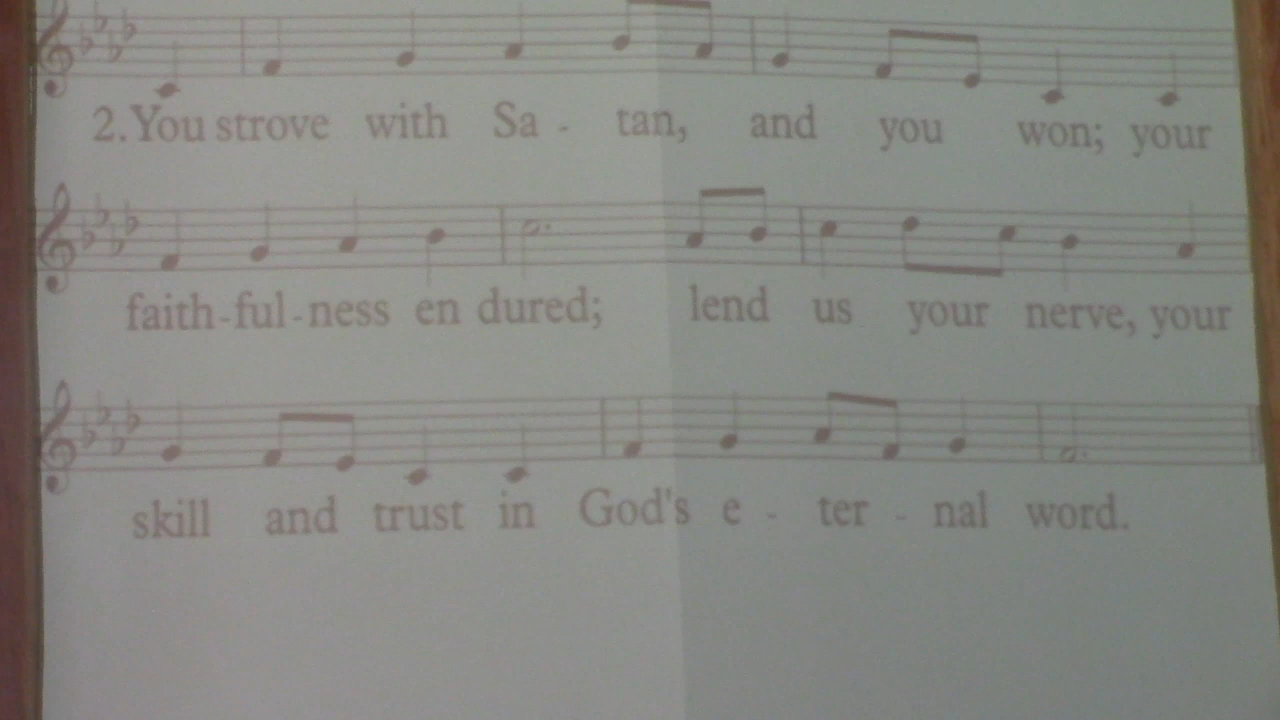 2. You strove with Sa - tan, and you won; your
faith - ful - ness en dured; lend us your nerve, your
skill and trust in God's e - ter - nal word.